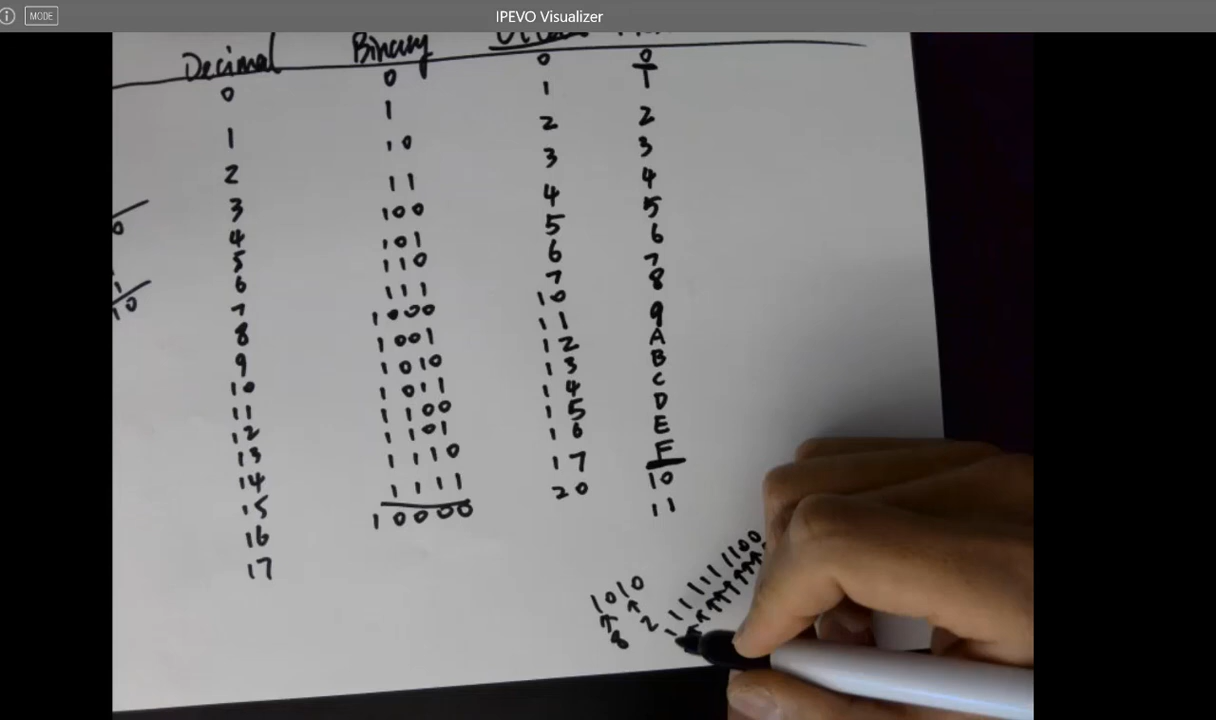 MODE IPEVO Visualizer
Decimal Binary
0 0 0 0
1 1 1 1
2 10 2 2
3 11 3 3
4 100 4 4
5 101 5 5
6 110 6 6
7 111 7 7
8 1000 10 8
9 1001 11 9
10 1010 12 A
11 1011 13 B
12 1100 14 C
13 1101 15 D
14 1110 16 E
15 1111 17 F
16 10000 20 10
17 11
1010
8 2